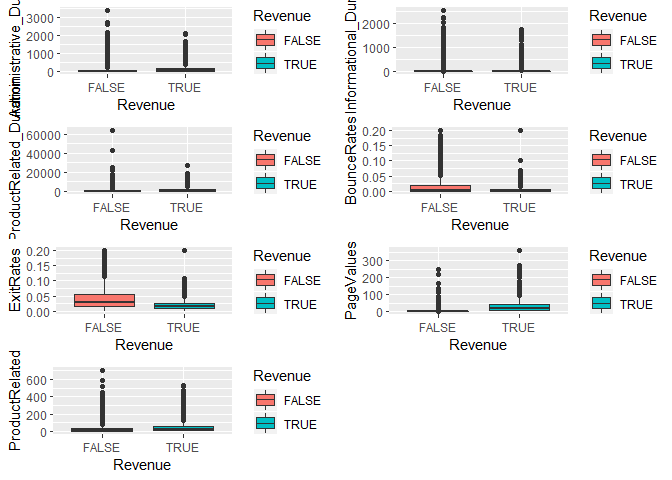 Administrative_Du
3000
2000
1000
0
FALSE TRUE
Revenue
Revenue
FALSE
TRUE
Informational_Du
2000
1000
0
FALSE TRUE
Revenue
Revenue
FALSE
TRUE
ProductRelated_Duration
60000
40000
20000
0
FALSE TRUE
Revenue
Revenue
FALSE
TRUE
BounceRates
0.20
0.15
0.10
0.05
0.00
FALSE TRUE
Revenue
Revenue
FALSE
TRUE
ExitRates
0.20
0.15
0.10
0.05
0.00
FALSE TRUE
Revenue
Revenue
FALSE
TRUE
PageValues
300
200
100
0
FALSE TRUE
Revenue
Revenue
FALSE
TRUE
ProductRelated
600
400
200
0
FALSE TRUE
Revenue
Revenue
FALSE
TRUE